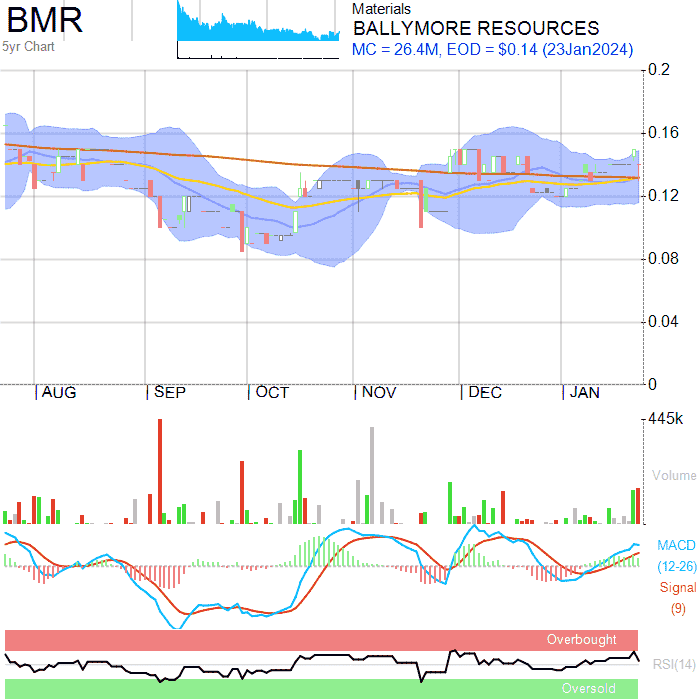 BMR
5yr Chart
Materials
BALLYMORE RESOURCES
MC = 26.4M, EOD = $0.14 (23Jan2024)
0.2
0.16
0.12
0.08
0.04
0
AUG SEP OCT NOV DEC JAN
445k
Volume
MACD
(12-26)
Signal
(9)
Overbought
RSI(14)
Oversold